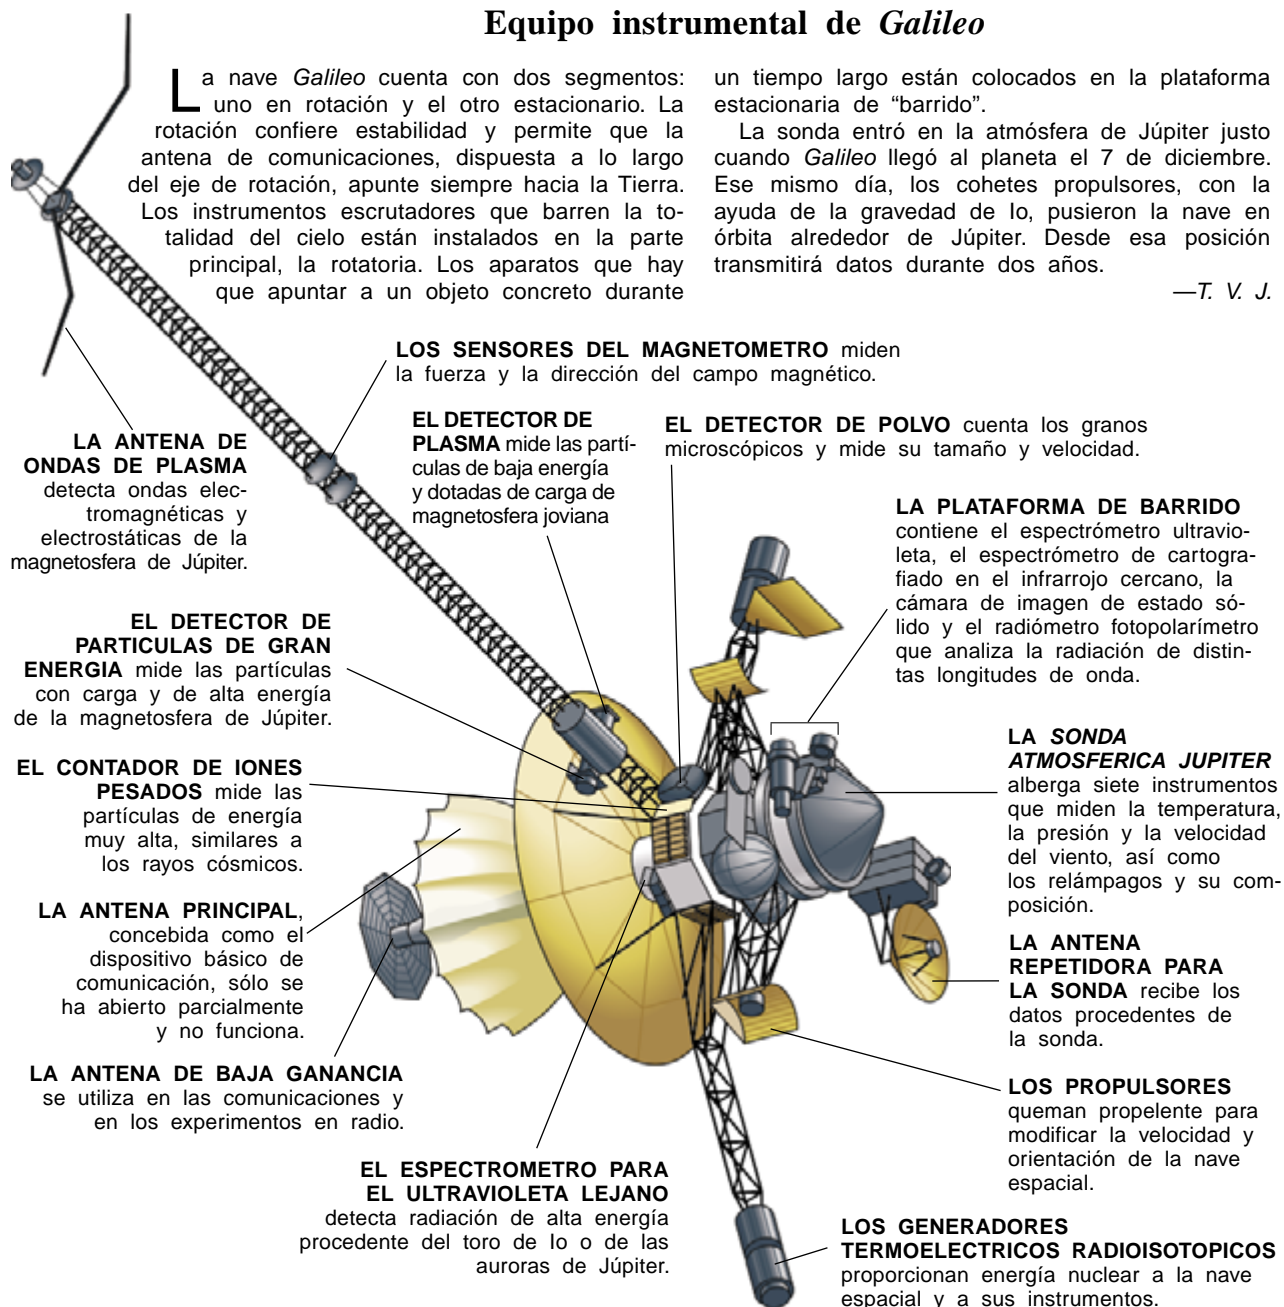 Equipo instrumental de Galileo
La nave Galileo cuenta con dos segmentos:
uno en rotación y el otro estacionario. La
rotación confiere estabilidad y permite que la
antena de comunicaciones, dispuesta a lo largo
del eje de rotación, apunte siempre hacia la Tierra.
Los instrumentos escrutadores que barren la to-
talidad del cielo están instalados en la parte
principal, la rotatoria. Los aparatos que hay
que apuntar a un objeto concreto durante
un tiempo largo están colocados en la plataforma
estacionaria de “barrido”.
La sonda entró en la atmósfera de Júpiter justo
cuando Galileo llegó al planeta el 7 de diciembre.
Ese mismo día, los cohetes propulsores, con la
ayuda de la gravedad de Io, pusieron la nave en
órbita alrededor de Júpiter. Desde esa posición
transmitirá datos durante dos años.
—T. V. J.
LOS SENSORES DEL MAGNETOMETRO miden
la fuerza y la dirección del campo magnético.
EL DETECTOR DE
PLASMA mide las partí-
culas de baja energía
y dotadas de carga de
magnetosfera joviana
EL DETECTOR DE POLVO cuenta los granos
microscópicos y mide su tamaño y velocidad.
LA ANTENA DE
ONDAS DE PLASMA
detecta ondas elec-
tromagnéticas y
electrostáticas de la
magnetosfera de Júpiter.
LA PLATAFORMA DE BARRIDO
contiene el espectrómetro ultravio-
leta, el espectrómetro de cartogra-
fiado en el infrarrojo cercano, la
cámara de imagen de estado só-
lido y el radiómetro fotopolarímetro
que analiza la radiación de distin-
tas longitudes de onda.
EL DETECTOR DE
PARTICULAS DE GRAN
ENERGIA mide las partículas
con carga y de alta energía
de la magnetosfera de Júpiter.
LA SONDA
ATMOSFERICA JUPITER
alberga siete instrumentos
que miden la temperatura,
la presión y la velocidad
del viento, así como
los relámpagos y su com-
posición.
EL CONTADOR DE IONES
PESADOS mide las
partículas de energía
muy alta, similares a
los rayos cósmicos.
LA ANTENA PRINCIPAL,
concebida como el
dispositivo básico de
comunicación, sólo se
ha abierto parcialmente
y no funciona.
LA ANTENA
REPETIDORA PARA
LA SONDA recibe los
datos procedentes de
la sonda.
LA ANTENA DE BAJA GANANCIA
se utiliza en las comunicaciones y
en los experimentos en radio.
LOS PROPULSORES
queman propelente para
modificar la velocidad y
orientación de la nave
espacial.
EL ESPECTROMETRO PARA
EL ULTRAVIOLETA LEJANO
detecta radiación de alta energía
procedente del toro de Io o de las
auroras de Júpiter.
LOS GENERADORES
TERMOELECTRICOS RADIOISOTOPICOS
proporcionan energía nuclear a la nave
espacial y a sus instrumentos.